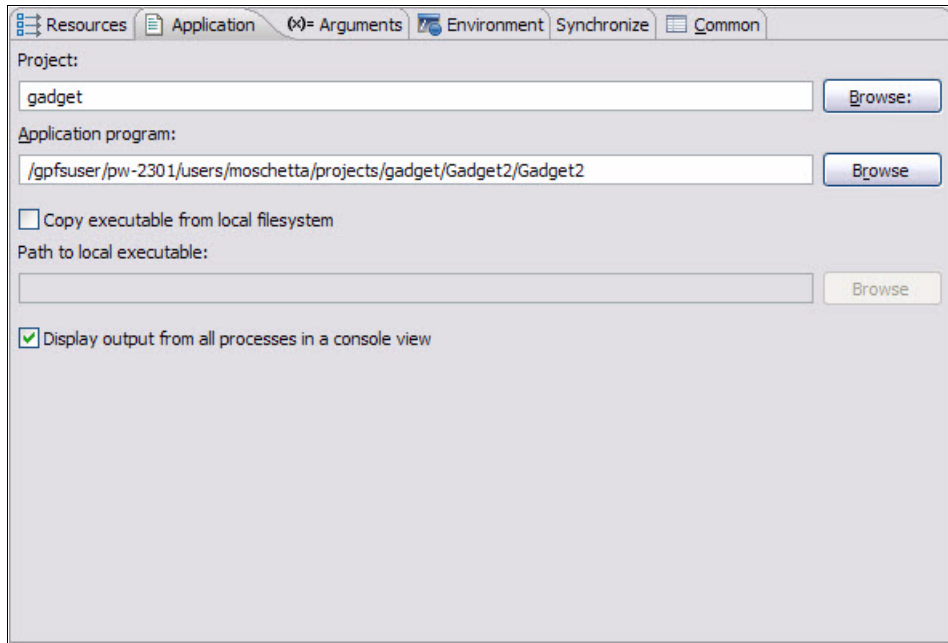 Resources Application (x)= Arguments Environment Synchronize Common
Project:
gadget Browse:
Application program:
/gpfsuser/pw-2301/users/moschetta/projects/gadget/Gadget2/Gadget2 Browse
Copy executable from local filesystem
Path to local executable:
Browse
Display output from all processes in a console view